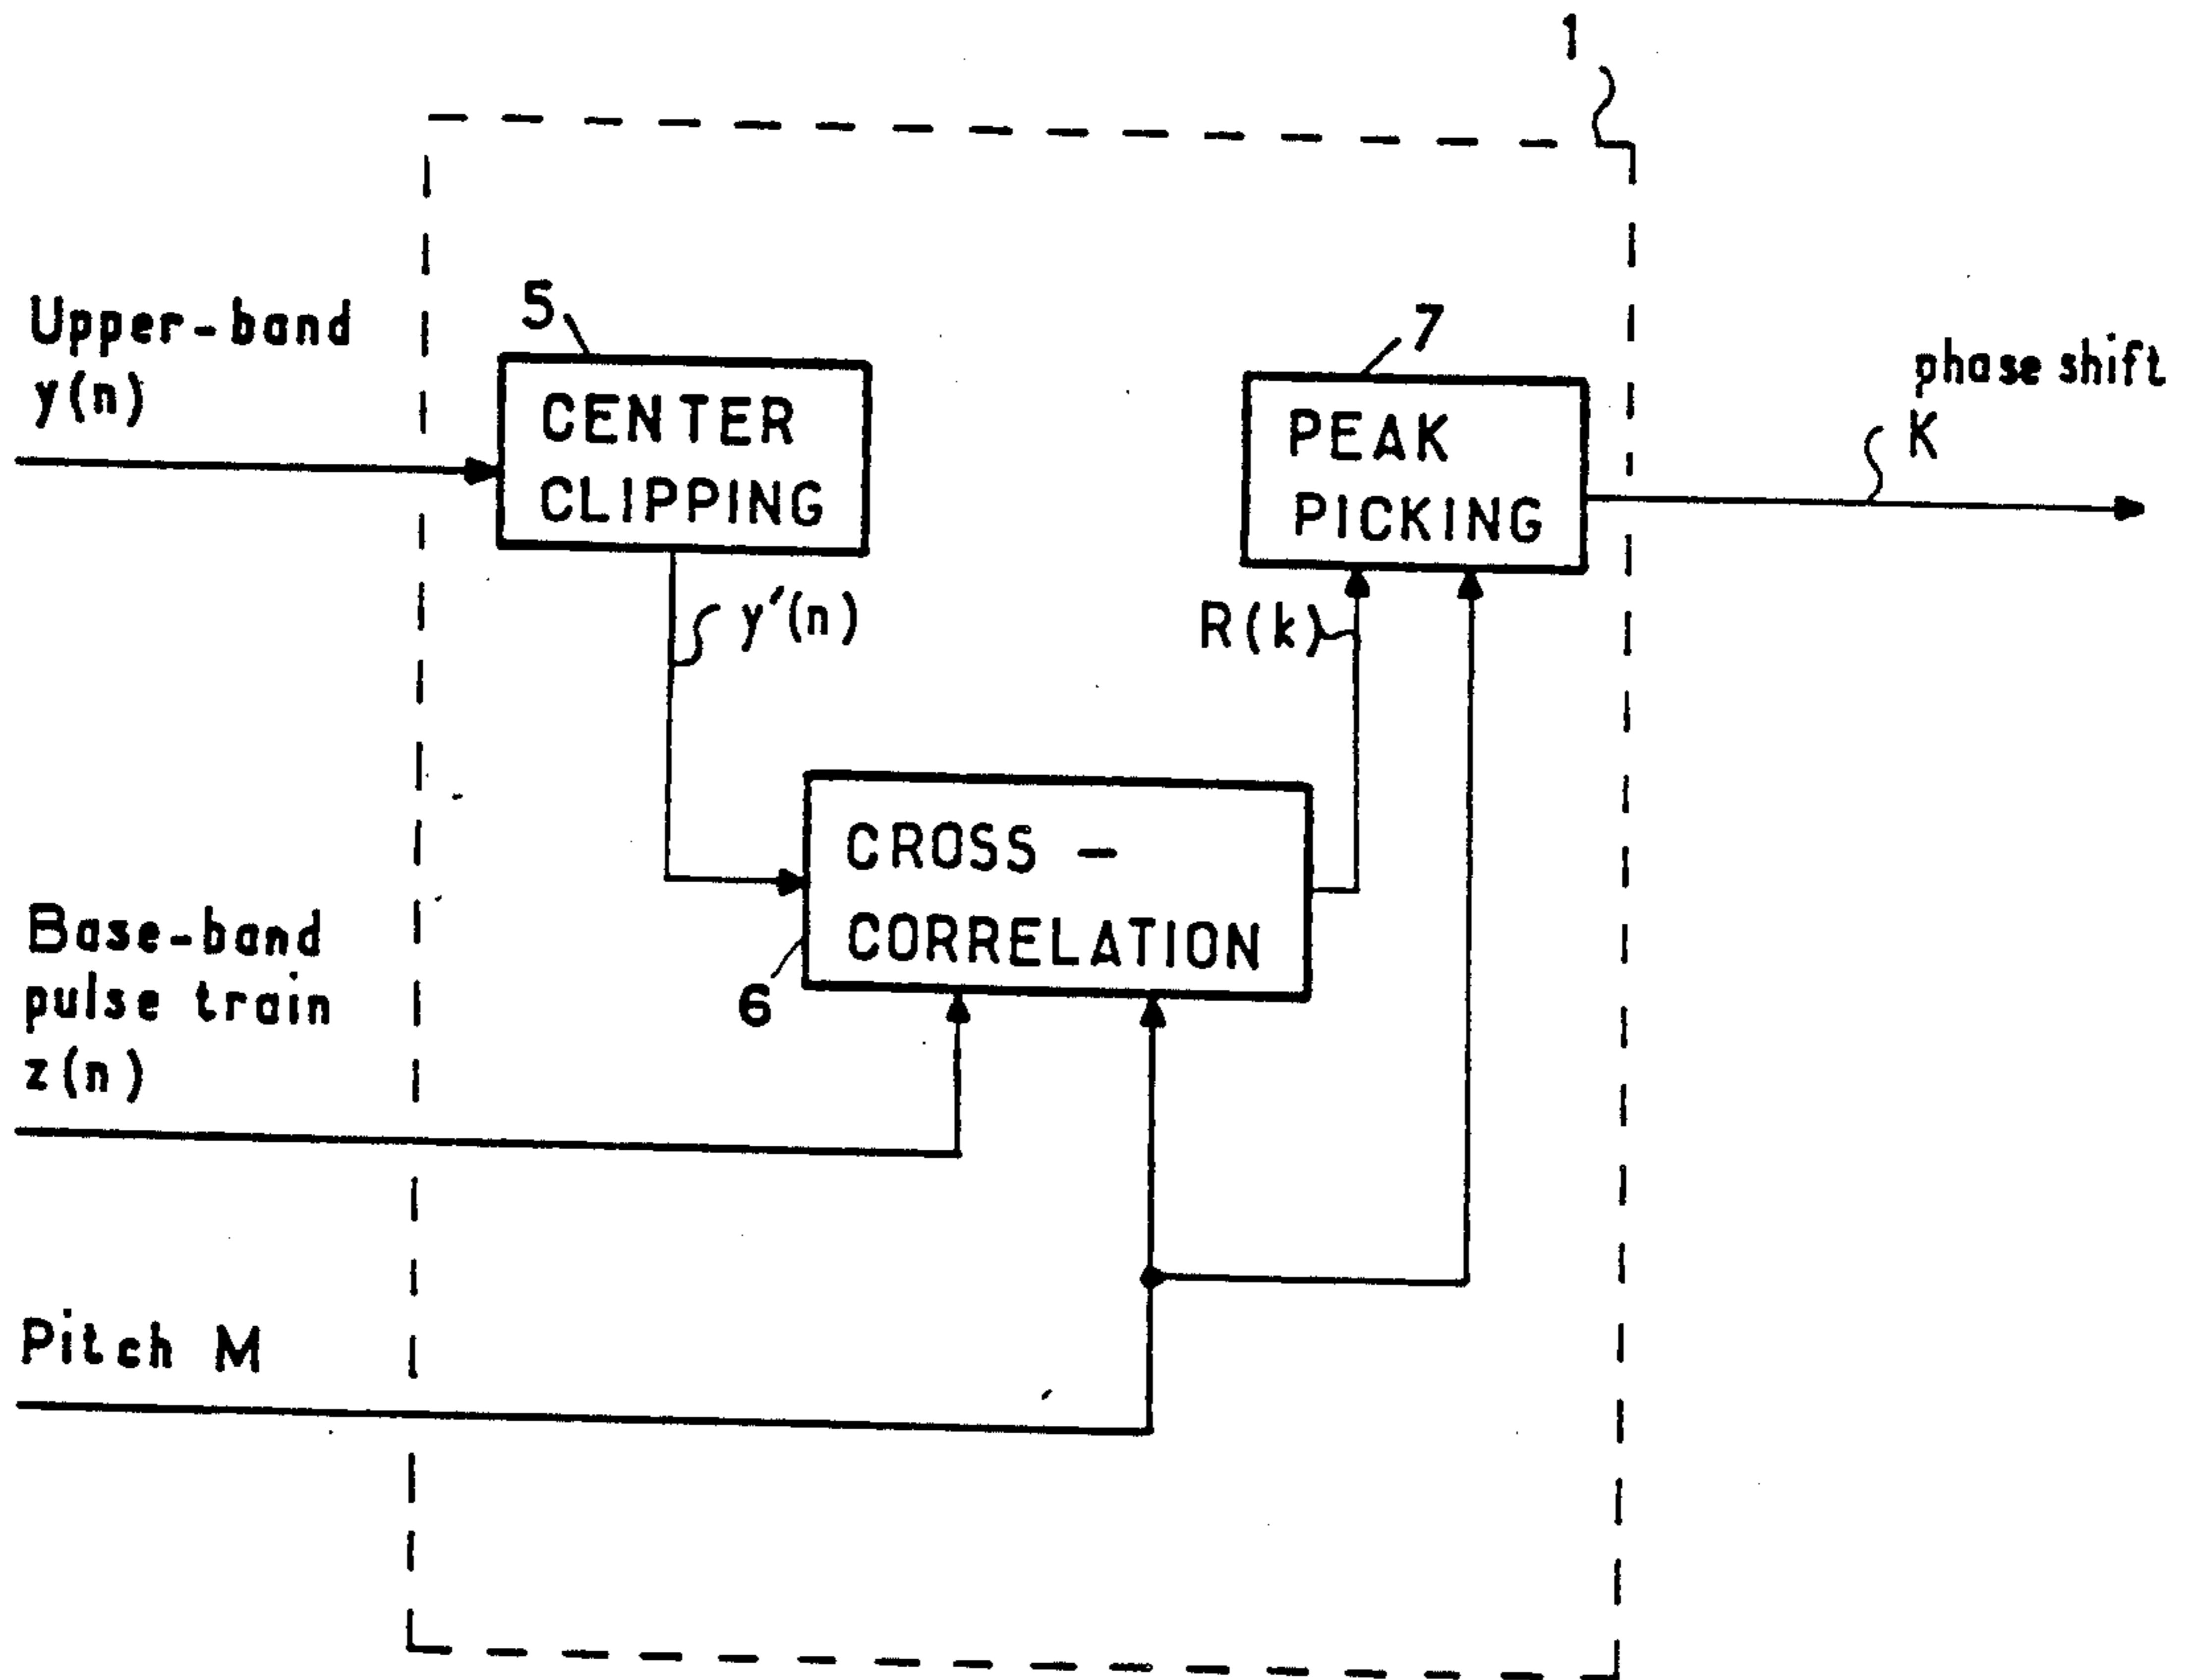 1
Upper-band
y(n)
5
CENTER
CLIPPING
7
PEAK
PICKING
phase shift
K
y'(n)
R(k)
CROSS -
CORRELATION
6
Base-band
pulse train
z(n)
Pitch M